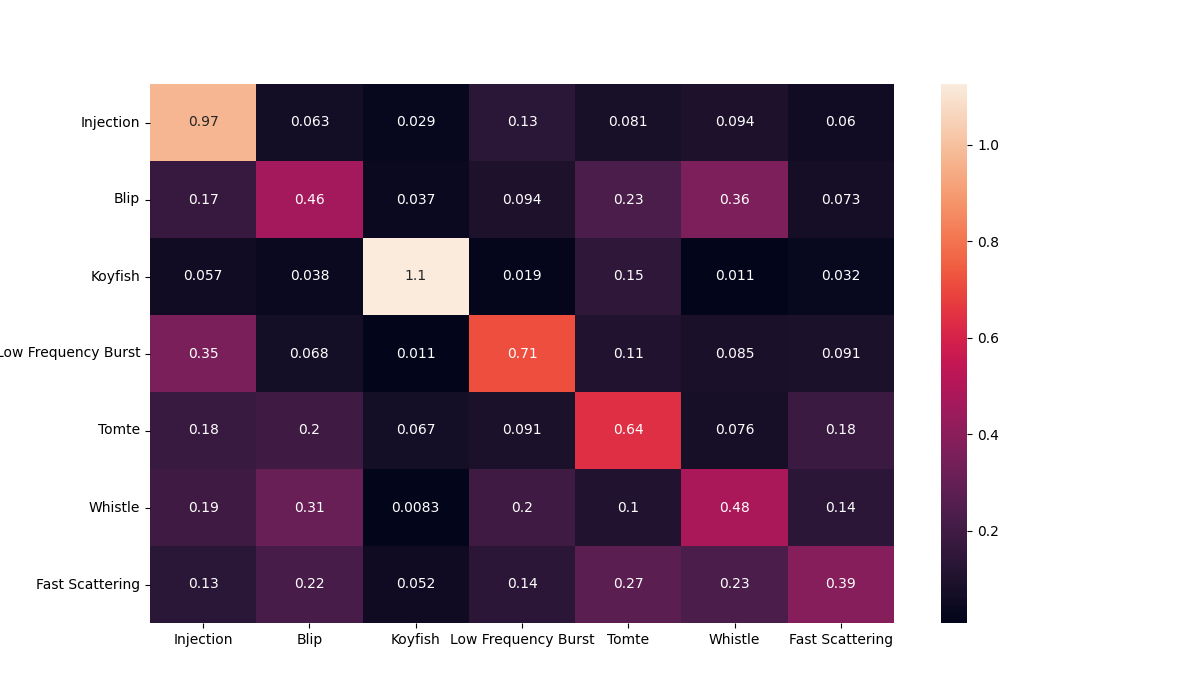 Injection 0.97 0.063 0.029 0.13 0.081 0.094 0.06
1.0
Blip 0.17 0.46 0.037 0.094 0.23 0.36 0.073
0.8
Koyfish 0.057 0.038 1.1 0.019 0.15 0.011 0.032
0.6
Low Frequency Burst 0.35 0.068 0.011 0.71 0.11 0.085 0.091
Tomte 0.18 0.2 0.067 0.091 0.64 0.076 0.18
0.4
Whistle 0.19 0.31 0.0083 0.2 0.1 0.48 0.14
0.2
Fast Scattering 0.13 0.22 0.052 0.14 0.27 0.23 0.39
Injection Blip Koyfish Low Frequency Burst Tomte Whistle Fast Scattering